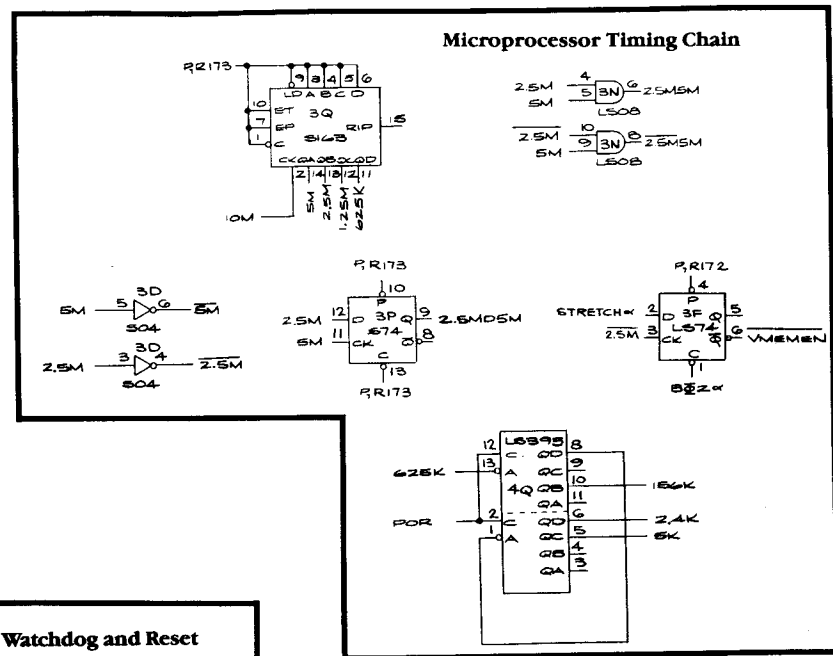 Microprocessor Timing Chain
P,R173
9 3 4 5 6
LD A B C D
10 ET
7 EP
1 C
3Q
S163
RIP 15
CK QA QB QC QD
2 14 13 12 11
10M
5M
2.5M
1.25M
625K
2.5M 4
5M 5
3N
6 2.5M5M
LS08
2.5M 10
5M 9
3N
8 2.5M5M
LS08
3D
5M 5 6 5M
S04
3D
2.5M 3 4 2.5M
S04
P,R173
10
P
2.5M 12 D 3P Q 9 2.5MD5M
5M 11 CK S74 Q 8
C
13
P,R173
P,R172
4
P
STRETCHα 2 D 3F Q 5
2.5M 3 CK LS74 Q 6 VMEMEN
C
1
SΦ2α
LS393
12 C QD 8
625K 13 A QC 9
4Q QB 10 156K
QA 11
POR 2 C QD 6 2.4K
1 A QC 5 5K
QB 4
QA 3
Watchdog and Reset